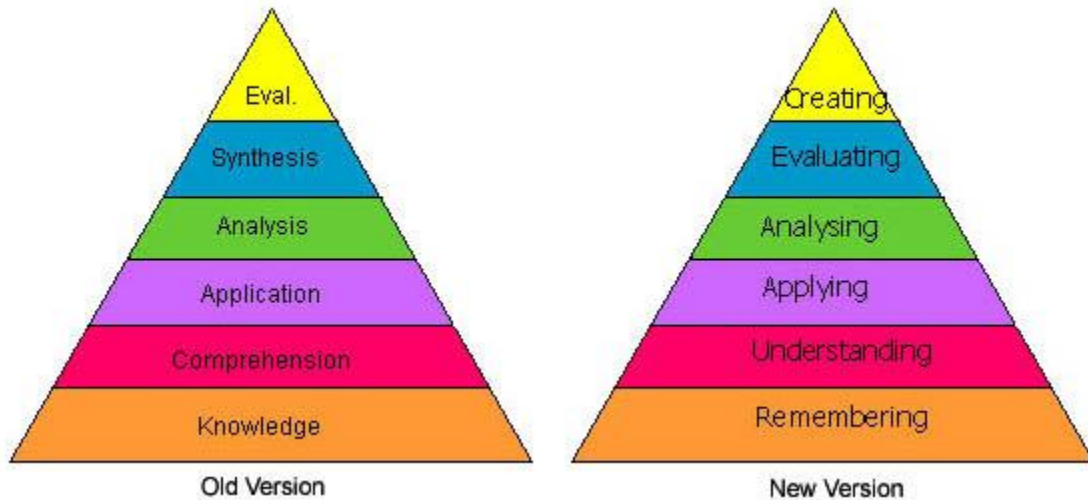 Eval.
Synthesis
Analysis
Application
Comprehension
Knowledge
Old Version
Creating
Evaluating
Analysing
Applying
Understanding
Remembering
New Version